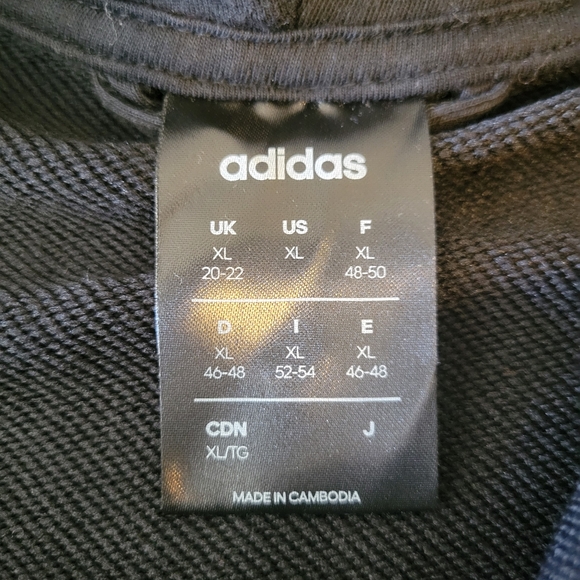 adidas
UK US F
XL XL XL
20-22 48-50
D I E
XL XL XL
46-48 52-54 46-48
CDN J
XL/TG
MADE IN CAMBODIA